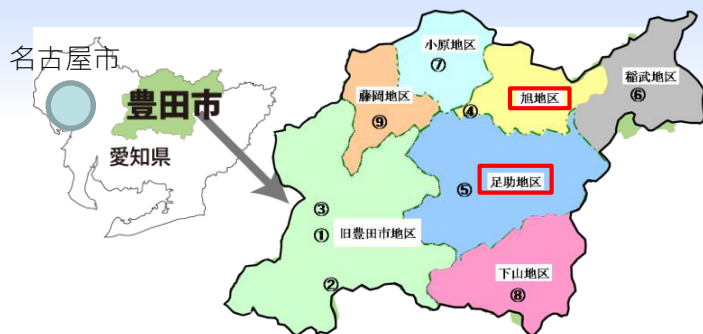 名古屋市
豊田市
愛知県
小原地区
⑦
藤岡地区
⑨
④
旭地区
稲武地区
⑥
⑤
足助地区
③
①
旧豊田市地区
②
下山地区
⑧